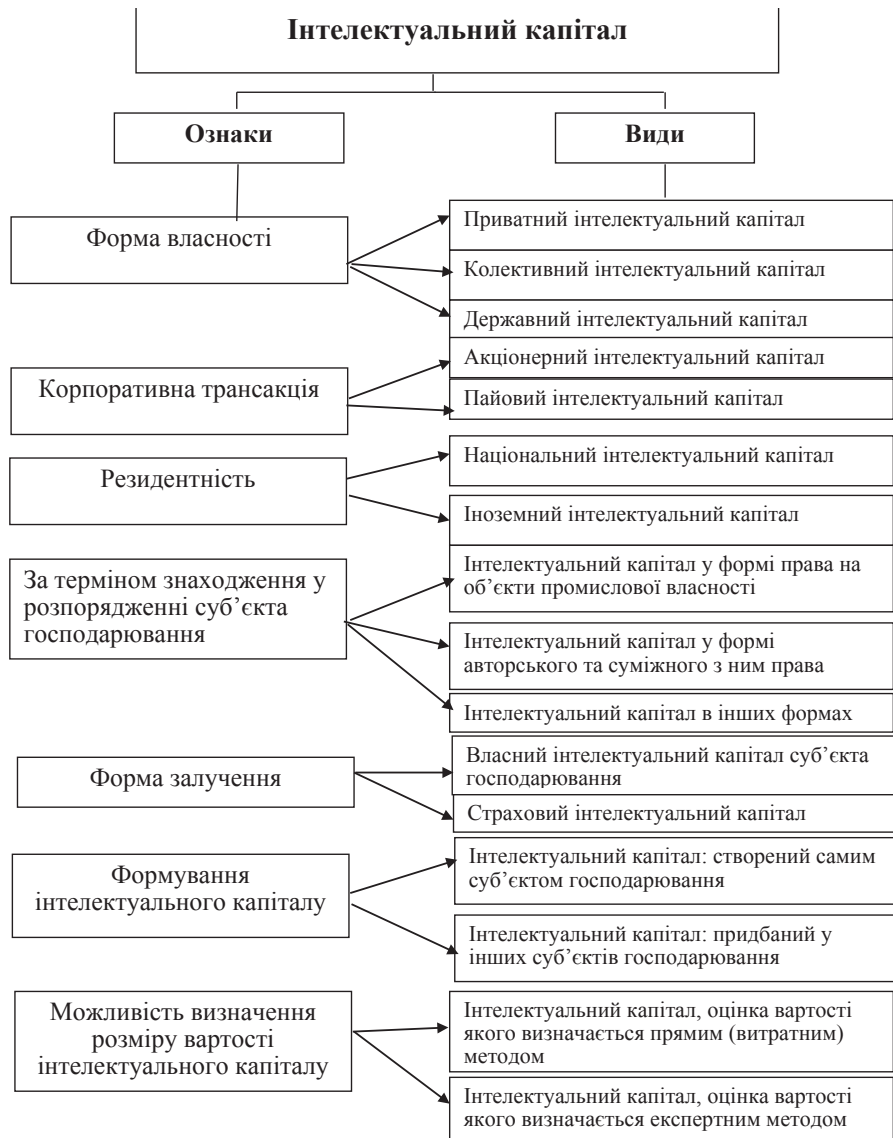 Інтелектуальний капітал
Ознаки
Види
Форма власності
Приватний інтелектуальний капітал
Колективний інтелектуальний капітал
Державний інтелектуальний капітал
Корпоративна трансакція
Акціонерний інтелектуальний капітал
Пайовий інтелектуальний капітал
Резидентність
Національний інтелектуальний капітал
Іноземний інтелектуальний капітал
За терміном знаходження у
розпорядженні суб’єкта
господарювання
Інтелектуальний капітал у формі права на
об’єкти промислової власності
Інтелектуальний капітал у формі
авторського та суміжного з ним права
Інтелектуальний капітал в інших формах
Форма залучення
Власний інтелектуальний капітал суб’єкта
господарювання
Страховий інтелектуальний капітал
Формування
інтелектуального капіталу
Інтелектуальний капітал: створений самим
суб’єктом господарювання
Інтелектуальний капітал: придбаний у
інших суб’єктів господарювання
Можливість визначення
розміру вартості
інтелектуального капіталу
Інтелектуальний капітал, оцінка вартості
якого визначається прямим (витратним)
методом
Інтелектуальний капітал, оцінка вартості
якого визначається експертним методом